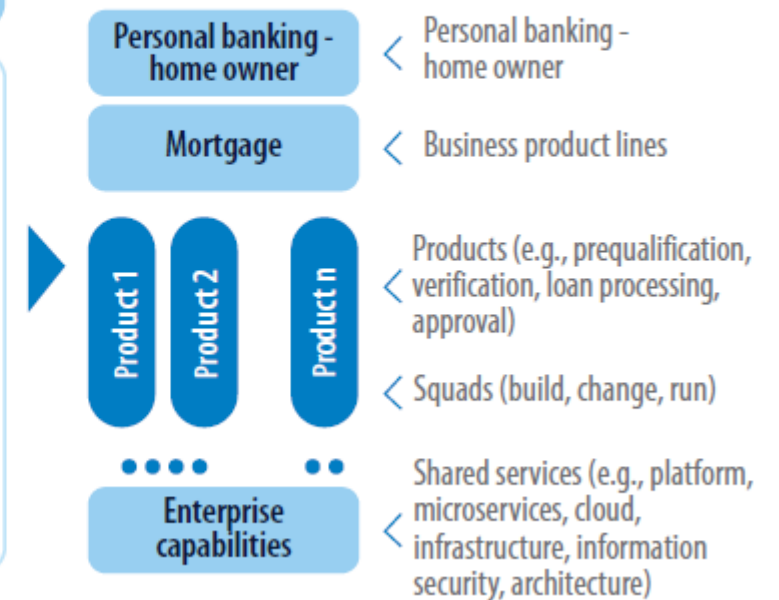 Personal banking -
home owner
Personal banking -
home owner
Mortgage
Business product lines
Product 1
Product 2
Product n
Products (e.g., prequalification,
verification, loan processing,
approval)
Squads (build, change, run)
Enterprise
capabilities
Shared services (e.g., platform,
microservices, cloud,
infrastructure, information
security, architecture)